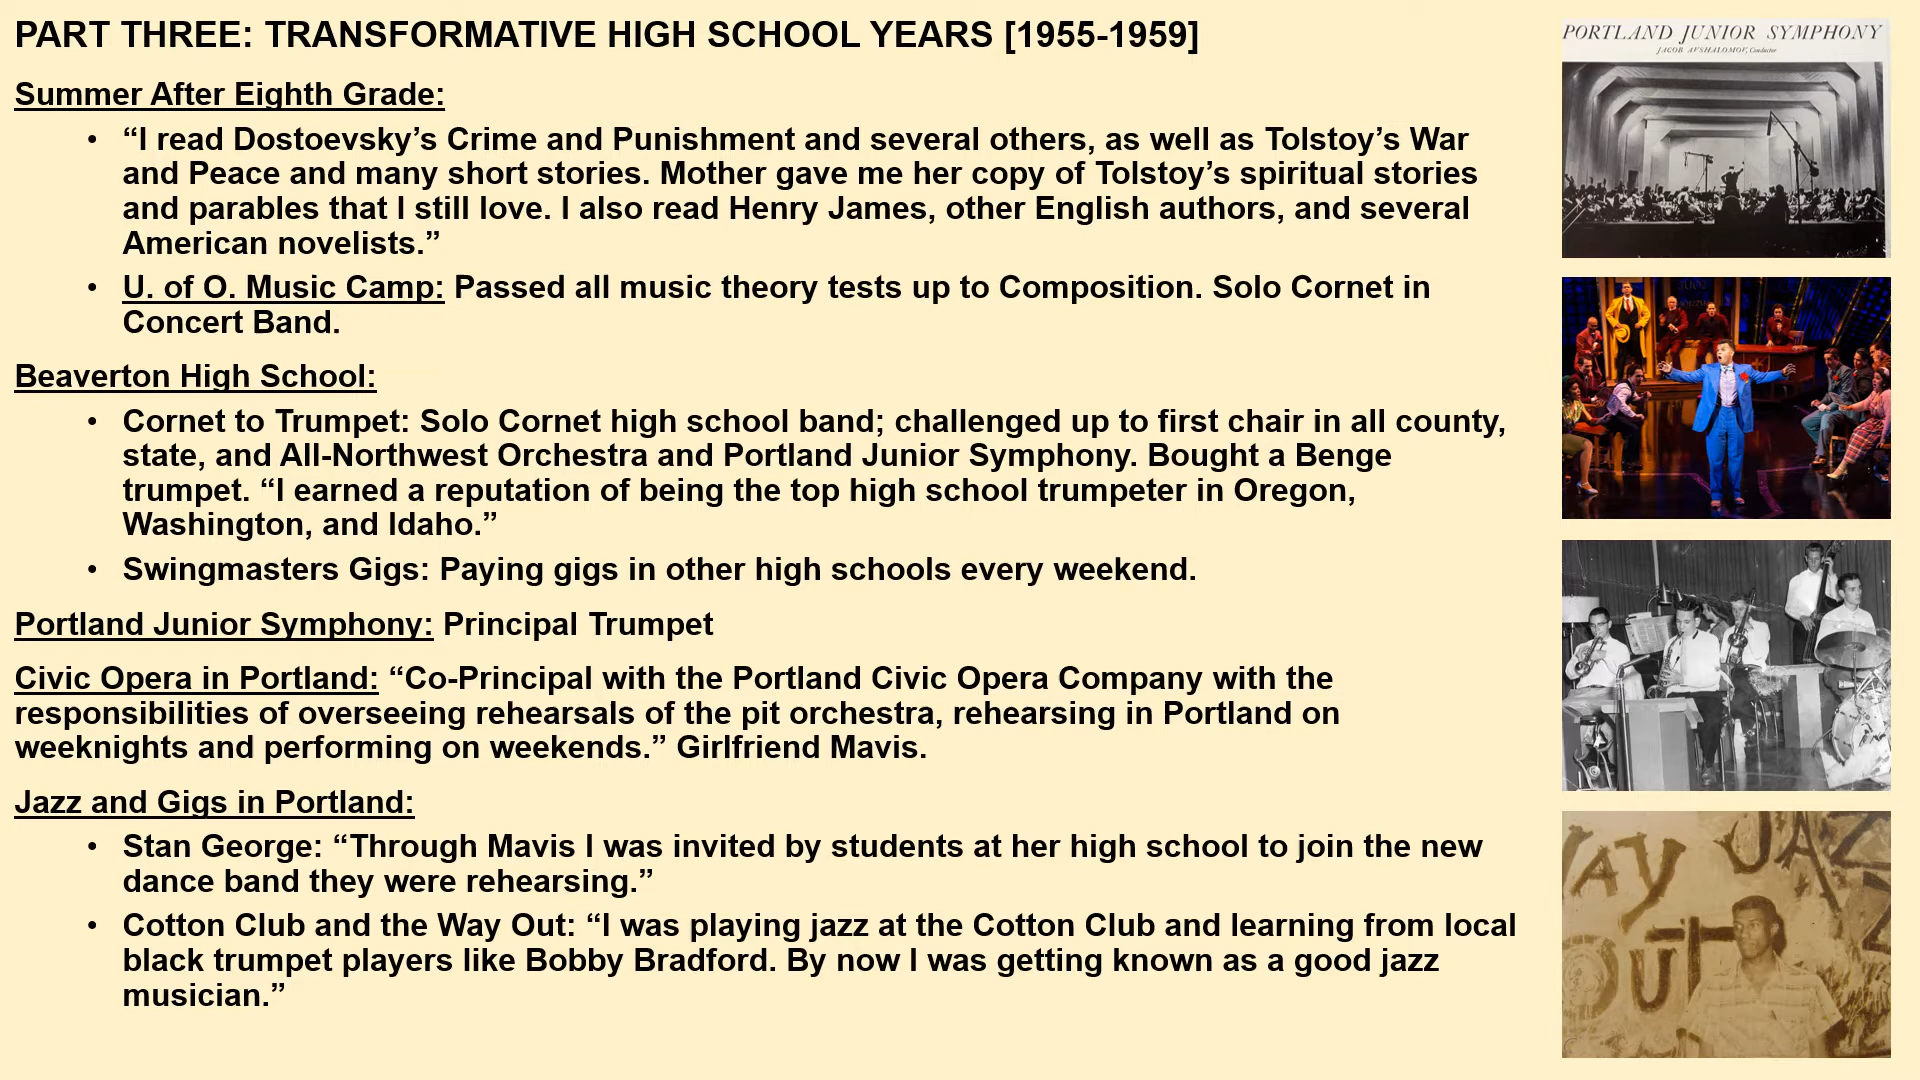 PART THREE: TRANSFORMATIVE HIGH SCHOOL YEARS [1955-1959]
Summer After Eighth Grade:
• “I read Dostoevsky’s Crime and Punishment and several others, as well as Tolstoy’s War
and Peace and many short stories. Mother gave me her copy of Tolstoy’s spiritual stories
and parables that I still love. I also read Henry James, other English authors, and several
American novelists.”
• U. of O. Music Camp: Passed all music theory tests up to Composition. Solo Cornet in
Concert Band.
Beaverton High School:
• Cornet to Trumpet: Solo Cornet high school band; challenged up to first chair in all county,
state, and All-Northwest Orchestra and Portland Junior Symphony. Bought a Benge
trumpet. “I earned a reputation of being the top high school trumpeter in Oregon,
Washington, and Idaho.”
• Swingmasters Gigs: Paying gigs in other high schools every weekend.
Portland Junior Symphony: Principal Trumpet
Civic Opera in Portland: “Co-Principal with the Portland Civic Opera Company with the
responsibilities of overseeing rehearsals of the pit orchestra, rehearsing in Portland on
weeknights and performing on weekends.” Girlfriend Mavis.
Jazz and Gigs in Portland:
• Stan George: “Through Mavis I was invited by students at her high school to join the new
dance band they were rehearsing.”
• Cotton Club and the Way Out: “I was playing jazz at the Cotton Club and learning from local
black trumpet players like Bobby Bradford. By now I was getting known as a good jazz
musician.”
PORTLAND JUNIOR SYMPHONY
JACOB AVSHALOMOV, Conductor
WAY JAZZ
OUT